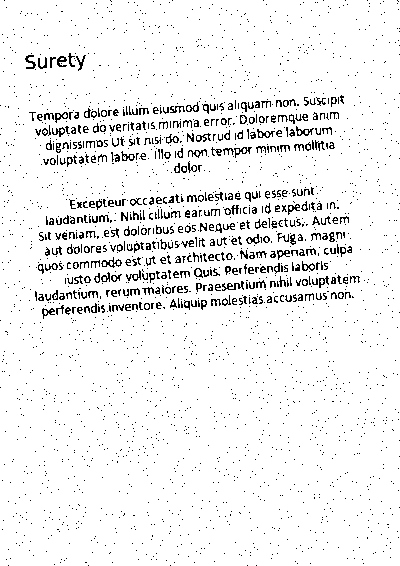 Surety
Tempora dolore illum eiusmod quis aliquam non. Suscipit
voluptate do veritatis minima error. Doloremque anim
dignissimos Ut sit nisi do. Nostrud id labore laborum
voluptatem labore. Illo id non tempor minim mollitia
dolor.
Excepteur occaecati molestiae qui esse sunt
laudantium,. Nihil cillum earum officia id expedita in.
Sit veniam, est doloribus eos Neque et delectus,. Autem
aut dolores voluptatibus velit aut et odio. Fuga. magni
quos commodo est ut et architecto. Nam aperiam, culpa
iusto dolor voluptatem Quis. Perferendis laboris
laudantium, rerum maiores. Praesentium nihil voluptatem
perferendis inventore. Aliquip molestias accusamus non.